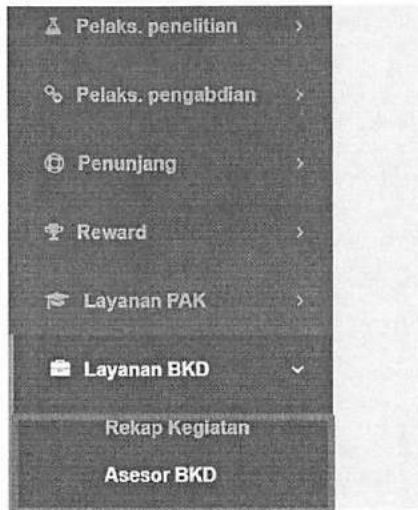 Pelaks. penelitian
Pelaks. pengabdian
Penunjang
Reward
Layanan PAK
Layanan BKD
Rekap Kegiatan
Asesor BKD